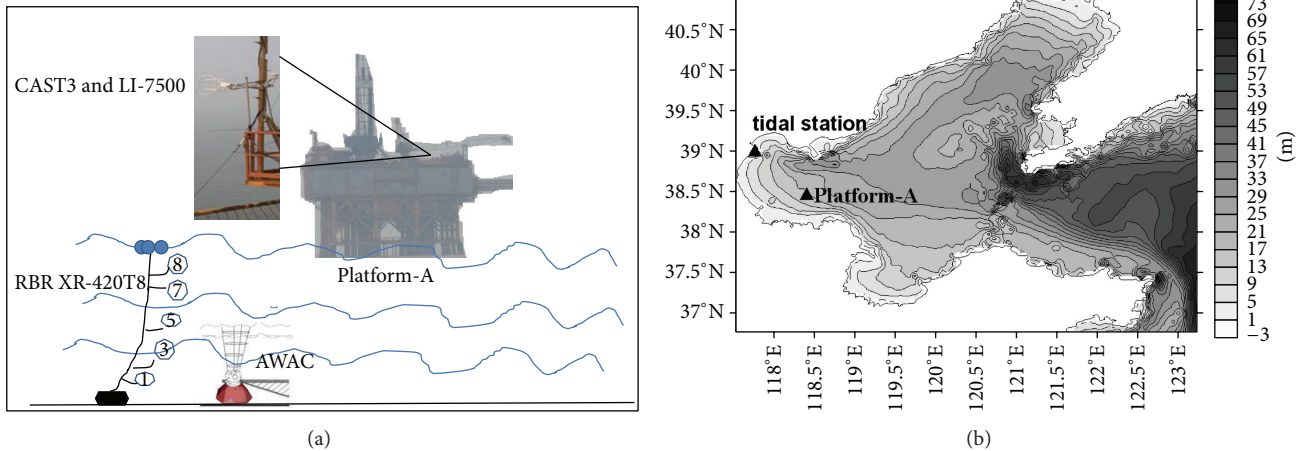 CAST3 and LI-7500
Platform-A
RBR XR-420T8
8
7
5
3
1
AWAC
(a)
40.5°N
40°N
39.5°N
39°N
38.5°N
38°N
37.5°N
37°N
tidal station
Platform-A
118°E
118.5°E
119°E
119.5°E
120°E
120.5°E
121°E
121.5°E
122°E
122.5°E
123°E
73
69
65
61
57
53
49
45
41
37
33
29
25
21
17
13
9
5
1
−3
(m)
(b)